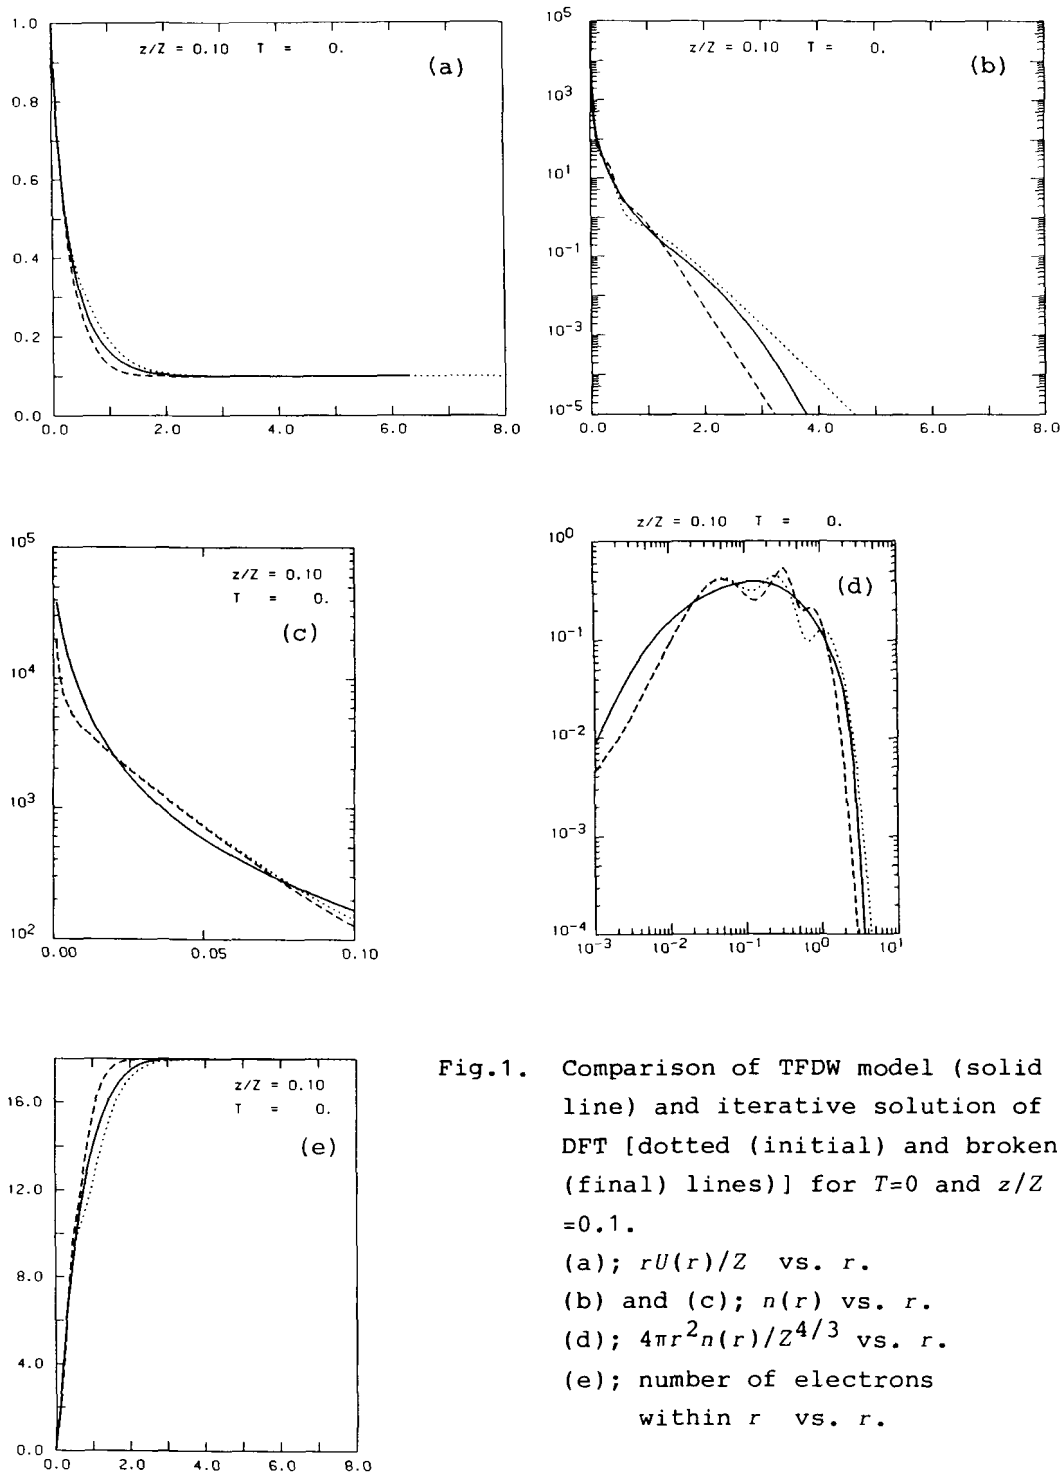 z/Z = 0.10 T = 0.
(a)
1.0
0.8
0.6
0.4
0.2
0.0
0.0 2.0 4.0 6.0 8.0
z/Z = 0.10 T = 0.
(b)
10^5
10^3
10^1
10^-1
10^-3
10^-5
0.0 2.0 4.0 6.0 8.0
z/Z = 0.10
T = 0.
(c)
10^5
10^4
10^3
10^2
0.00 0.05 0.10
z/Z = 0.10 T = 0.
(d)
10^0
10^-1
10^-2
10^-3
10^-4
10^-3 10^-2 10^-1 10^0 10^1
z/Z = 0.10
T = 0.
(e)
16.0
12.0
8.0
4.0
0.0
0.0 2.0 4.0 6.0 8.0
Fig.1. Comparison of TFDW model (solid
line) and iterative solution of
DFT [dotted (initial) and broken
(final) lines)] for T=0 and z/Z
=0.1.
(a); rU(r)/Z vs. r.
(b) and (c); n(r) vs. r.
(d); 4πr^2n(r)/Z^4/3 vs. r.
(e); number of electrons
within r vs. r.